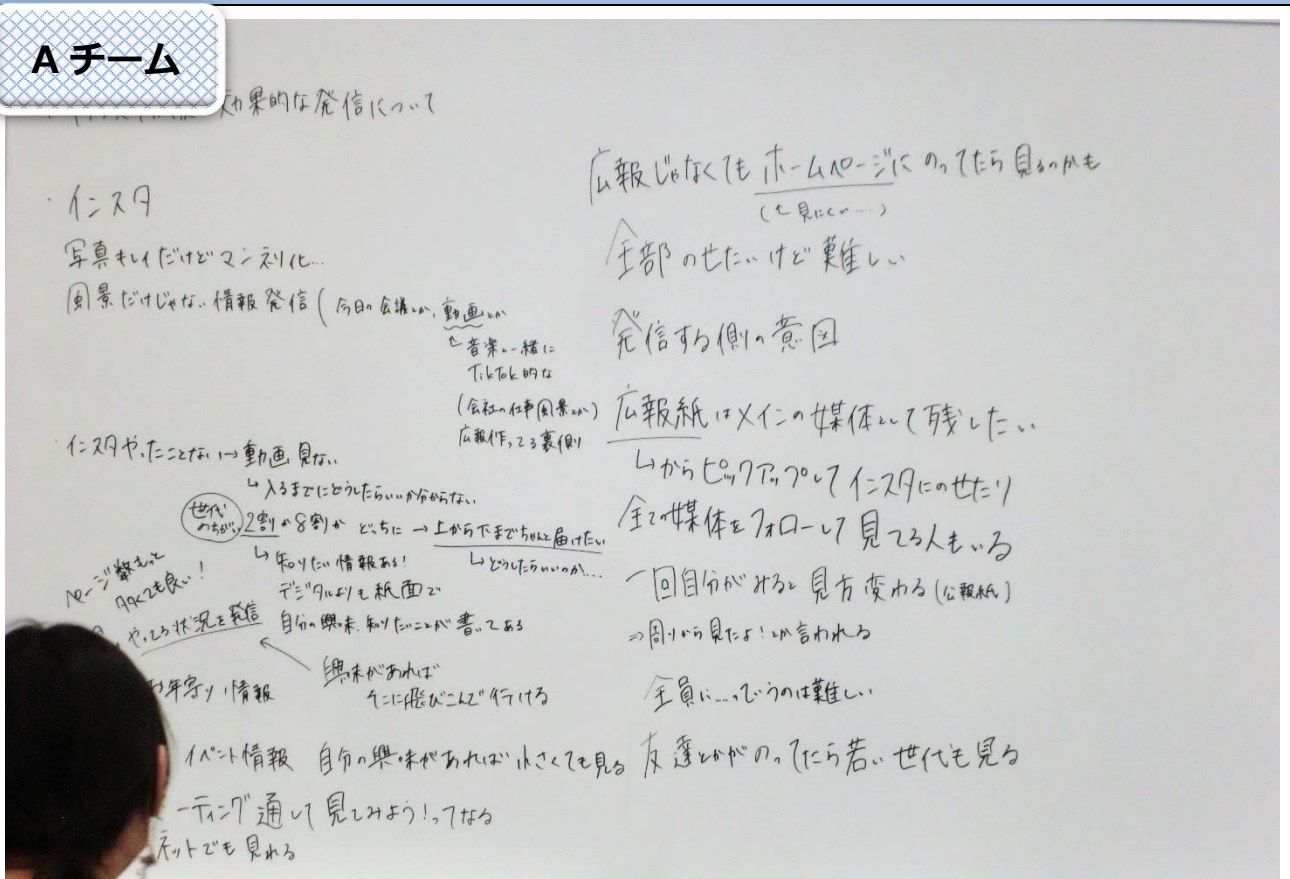 Aチーム
効果的な発信について
・インスタ
写真キレイだけどマンネリ化…
風景だけじゃない情報発信(今日の会議とか、動画とか
音楽と一緒に
TikTok的な
(会社の仕事風景とか)
広報作ってる裏側
・インスタやったことない→動画見ない
↳入るまでにどうしたらいいか分からない
世代のちがい
2割か8割か どっちに → 上から下までちゃんと届けたい
↳どうしたらいいのか…
↳知りたい情報ある!
デジタルよりも紙面で
自分の興味、知りたいことが書いてある
ページ数もっと
多くても良い!
やってる状況を発信
興味があれば
そこに飛びこんで行ける
お年寄り情報
イベント情報 自分の興味があれば小さくても見る
ーティング通して見てみよう!ってなる
ネットでも見れる
広報じゃなくてもホームページにのってたら見るのかも
(↑見にくい…)
全部のせたいけど難しい
発信する側の意図
広報紙はメインの媒体として残したい
↳からピックアップしてインスタにのせたり
全ての媒体をフォローして見てる人もいる
一回自分がみると見方変わる(公報紙)
⇒周りから見たよ!とか言われる
全員に…っていうのは難しい
友達とかがのってたら若い世代も見る